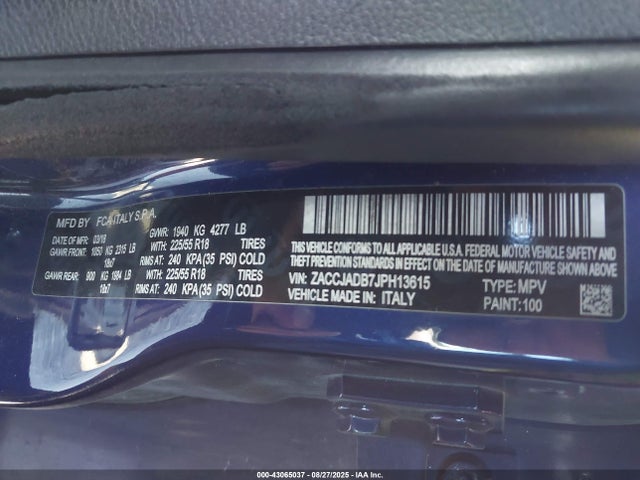 MFD BY FCA ITALY S.P.A.
DATE OF MFR: 03/18 GVWR: 1940 KG 4277 LB
GAWR FRONT: 1050 KG 2315 LB WITH: 225/55 R18 TIRES
18x7 RIMS AT: 240 KPA(35 PSI) COLD
GAWR REAR: 900 KG 1984 LB WITH: 225/55 R18 TIRES
18x7 RIMS AT: 240 KPA(35 PSI) COLD
THIS VEHICLE CONFORMS TO ALL APPLICABLE U.S.A. FEDERAL MOTOR VEHICLE SAFETY, BUMPER AND
THEFT PREVENTION STANDARDS IN EFFECT ON THE DATE OF MANUFACTURE SHOWN ABOVE.
VIN: ZACCJADB7JPH13615 TYPE: MPV
VEHICLE MADE IN: ITALY PAINT: 100
000-43065037 - 08/27/2025 - IAA Inc.